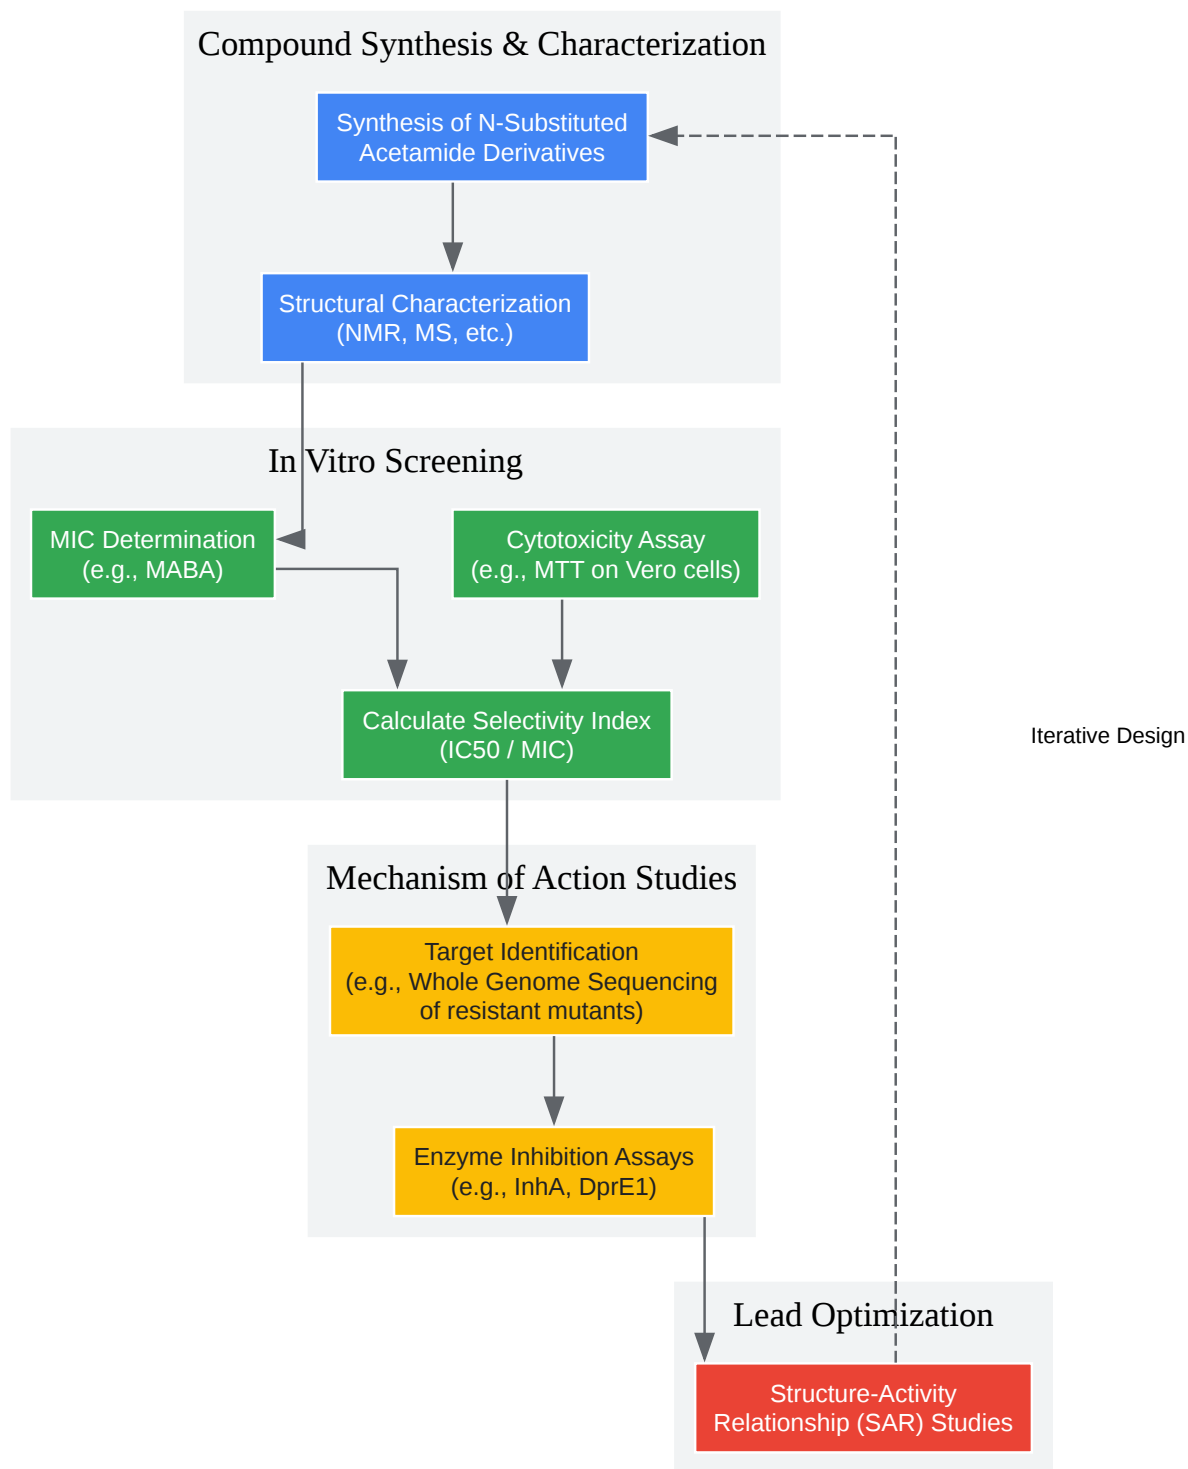 Compound Synthesis & Characterization
Synthesis of N-Substituted
Acetamide Derivatives
Structural Characterization
(NMR, MS, etc.)
In Vitro Screening
MIC Determination
(e.g., MABA)
Cytotoxicity Assay
(e.g., MTT on Vero cells)
Calculate Selectivity Index
(IC50 / MIC)
Iterative Design
Mechanism of Action Studies
Target Identification
(e.g., Whole Genome Sequencing
of resistant mutants)
Enzyme Inhibition Assays
(e.g., InhA, DprE1)
Lead Optimization
Structure-Activity
Relationship (SAR) Studies